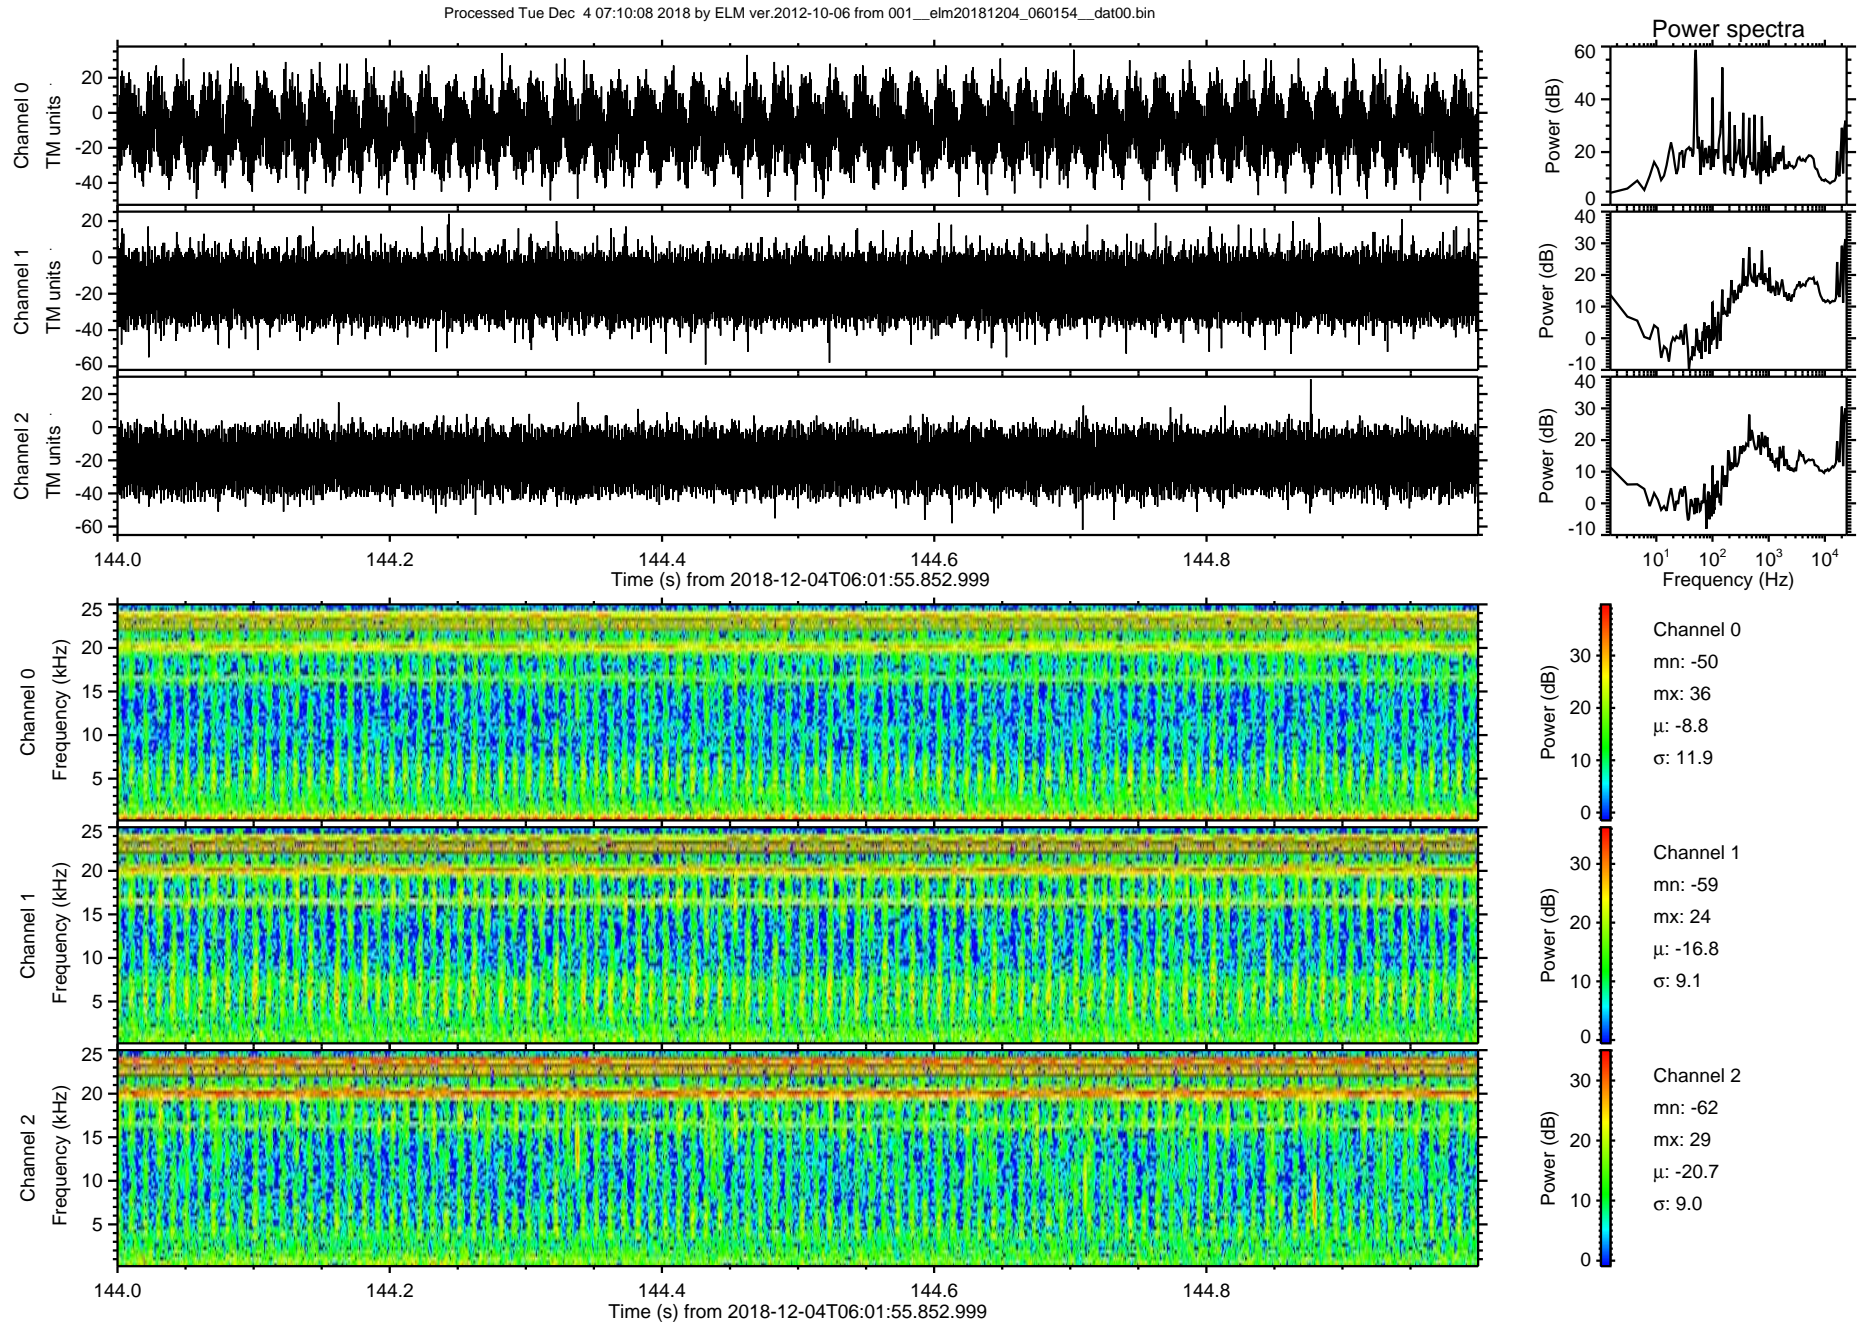 Processed Tue Dec  4 07:10:08 2018 by ELM ver.2012-10-06 from 001__elm20181204_060154__dat00.bin
Power spectra
Channel 0
TM units
20
0
-20
-40
Power (dB)
60
40
20
0
Channel 1
TM units
20
0
-20
-40
-60
Power (dB)
40
30
20
10
0
-10
Channel 2
TM units
20
0
-20
-40
-60
Power (dB)
40
30
20
10
0
-10
144.0 144.2 144.4 144.6 144.8
Time (s) from 2018-12-04T06:01:55.852.999
10^1 10^2 10^3 10^4
Frequency (Hz)
Channel 0
Frequency (kHz)
25
20
15
10
5
Power (dB)
30
20
10
0
Channel 0
mn: -50
mx: 36
μ: -8.8
σ: 11.9
Channel 1
Frequency (kHz)
25
20
15
10
5
Power (dB)
30
20
10
0
Channel 1
mn: -59
mx: 24
μ: -16.8
σ: 9.1
Channel 2
Frequency (kHz)
25
20
15
10
5
Power (dB)
30
20
10
0
Channel 2
mn: -62
mx: 29
μ: -20.7
σ: 9.0
144.0 144.2 144.4 144.6 144.8
Time (s) from 2018-12-04T06:01:55.852.999